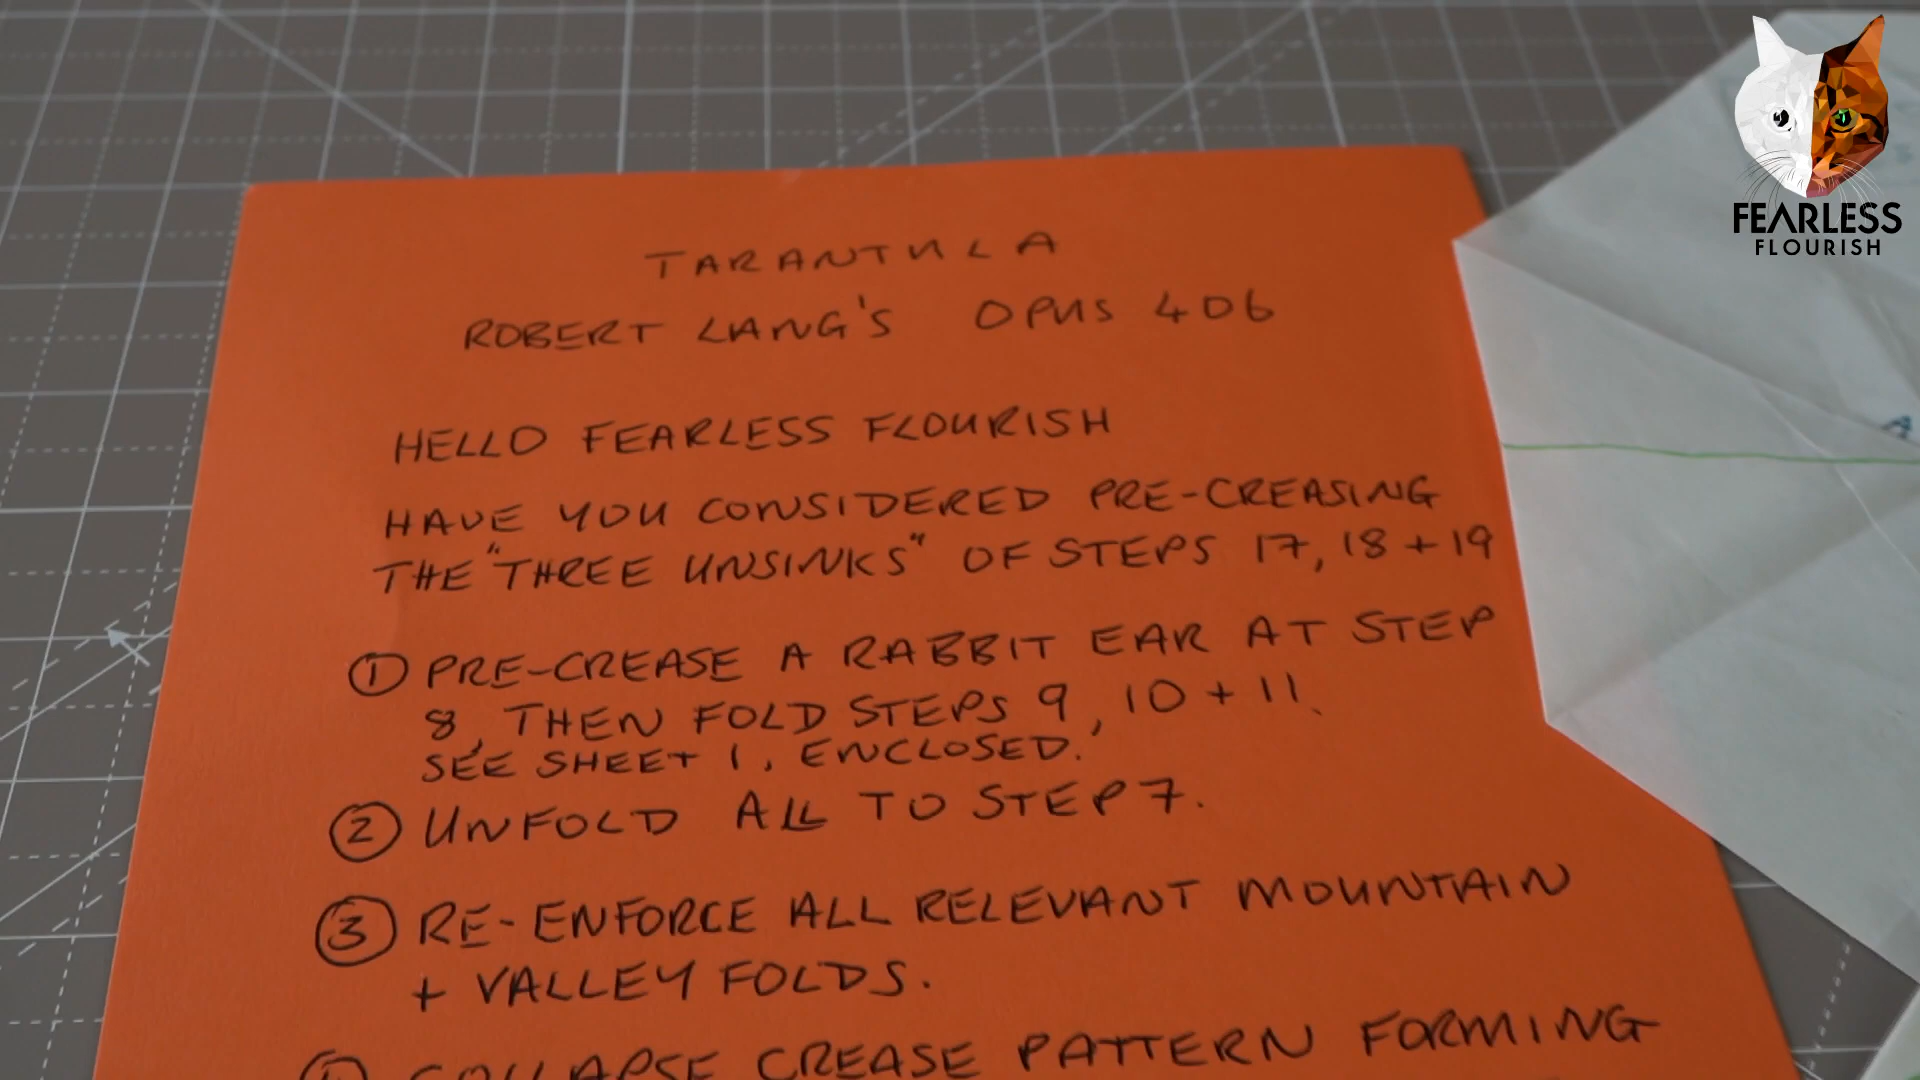 FEARLESS
FLOURISH
TARANTULA
ROBERT LANG'S OPUS 406
HELLO FEARLESS FLOURISH
HAVE YOU CONSIDERED PRE-CREASING
THE "THREE UNSINKS" OF STEPS 17, 18 + 19
① PRE-CREASE A RABBIT EAR AT STEP
8, THEN FOLD STEPS 9, 10 + 11.
SEE SHEET 1, ENCLOSED.
② UNFOLD ALL TO STEP 7.
③ RE-ENFORCE ALL RELEVANT MOUNTAIN
+ VALLEY FOLDS.
COLLAPSE CREASE PATTERN FORMING